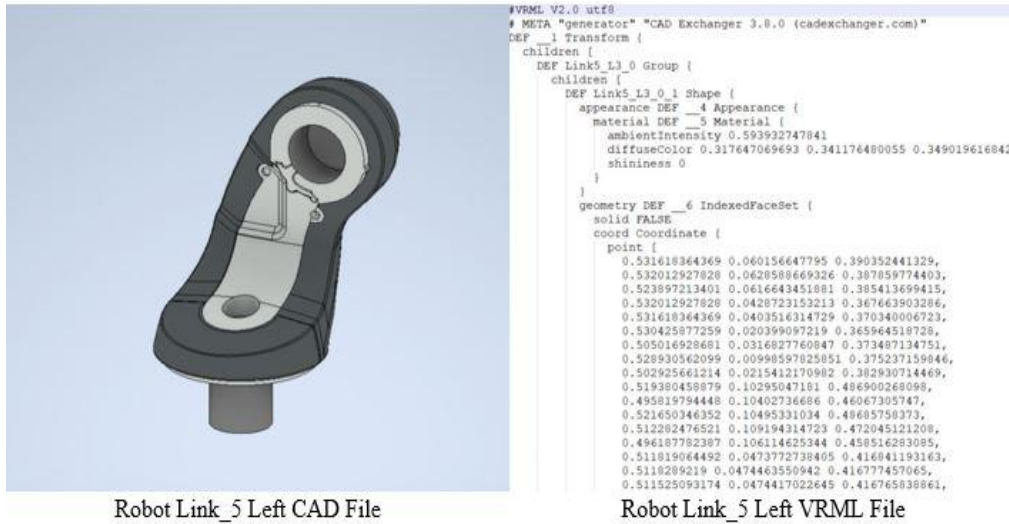 #VRML V2.0 utf8
# META "generator" "CAD Exchanger 3.8.0 (cadexchanger.com)"
DEF __1 Transform {
children [
DEF Link5_L3_0 Group {
children [
DEF Link5_L3_0_1 Shape {
appearance DEF __4 Appearance {
material DEF __5 Material {
ambientIntensity 0.593932747841
diffuseColor 0.317647069693 0.341176480055 0.349019616842
shininess 0
}
}
geometry DEF __6 IndexedFaceSet {
solid FALSE
coord Coordinate {
point [
0.531618364369 0.060156647795 0.390352441329,
0.532012927828 0.0628588669326 0.387859774403,
0.523897213401 0.0616643451881 0.385413699415,
0.532012927828 0.0428723153213 0.367663903286,
0.531618364369 0.0403516314729 0.370340006723,
0.530425877259 0.020399097219 0.365964518728,
0.505016928681 0.0316827760847 0.373487134751,
0.528930562099 0.00998597825851 0.375237159846,
0.502925661214 0.0215412170982 0.382930714469,
0.519380458879 0.10295047181 0.486900268098,
0.495819794448 0.10402736686 0.46067305747,
0.521650346352 0.10495331034 0.48685758373,
0.512282476521 0.109194314723 0.472045121208,
0.496187782387 0.106114625344 0.458516283085,
0.511819064492 0.0473772738405 0.416841193163,
0.5118289219 0.0474463550942 0.416777457065,
0.511525093174 0.0474417022645 0.416765838861,
Robot Link_5 Left CAD File
Robot Link_5 Left VRML File